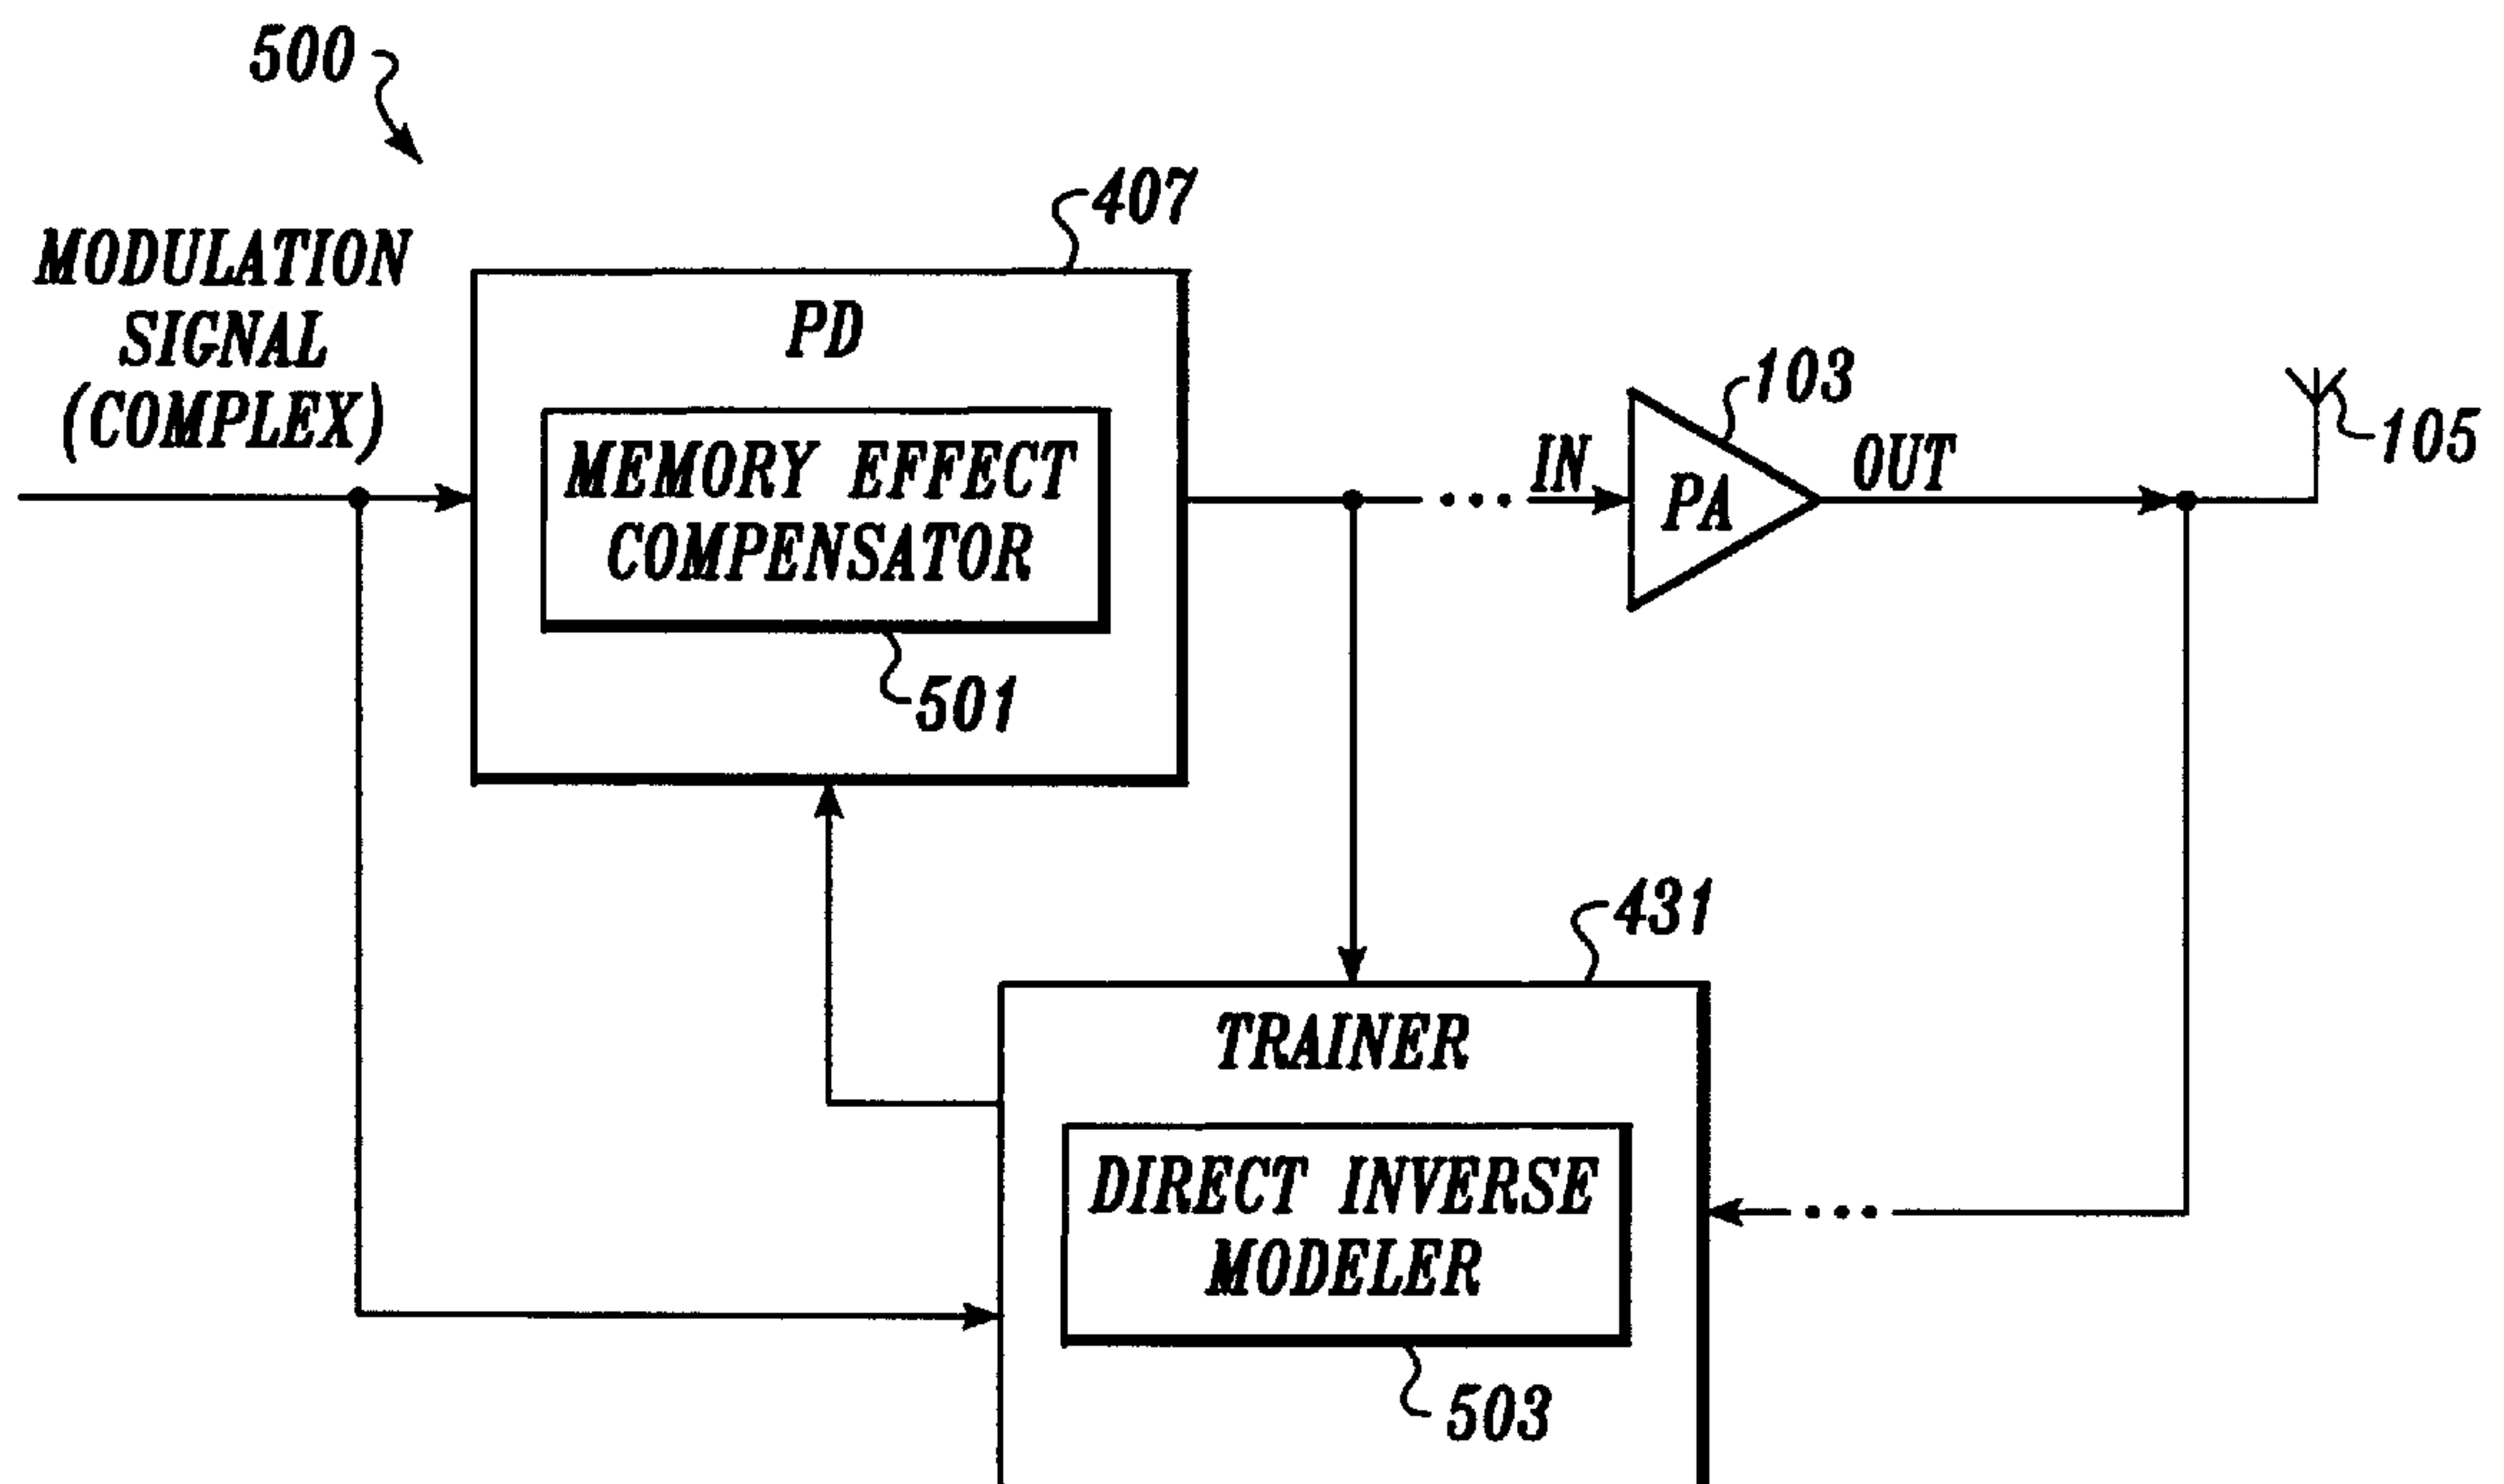 500
407
MODULATION
SIGNAL
(COMPLEX)
PD
MEMORY EFFECT
COMPENSATOR
501
IN
PA
103
OUT
105
431
TRAINER
DIRECT INVERSE
MODELER
503